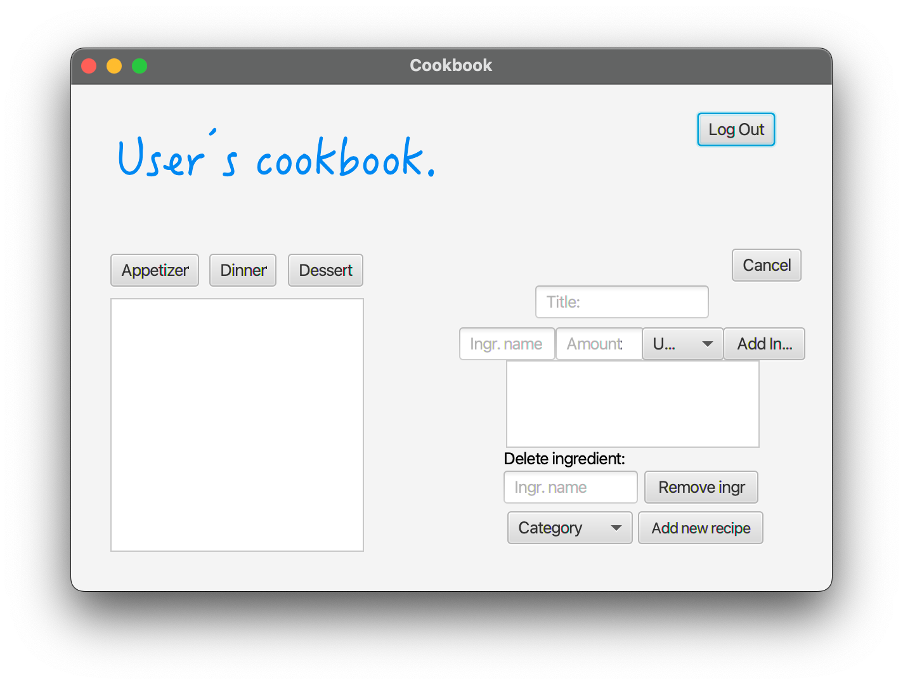 Cookbook
Log Out
User´s cookbook.
Appetizer Dinner Dessert
Cancel
Title:
Ingr. name Amount: U... Add In...
Delete ingredient:
Ingr. name Remove ingr
Category Add new recipe